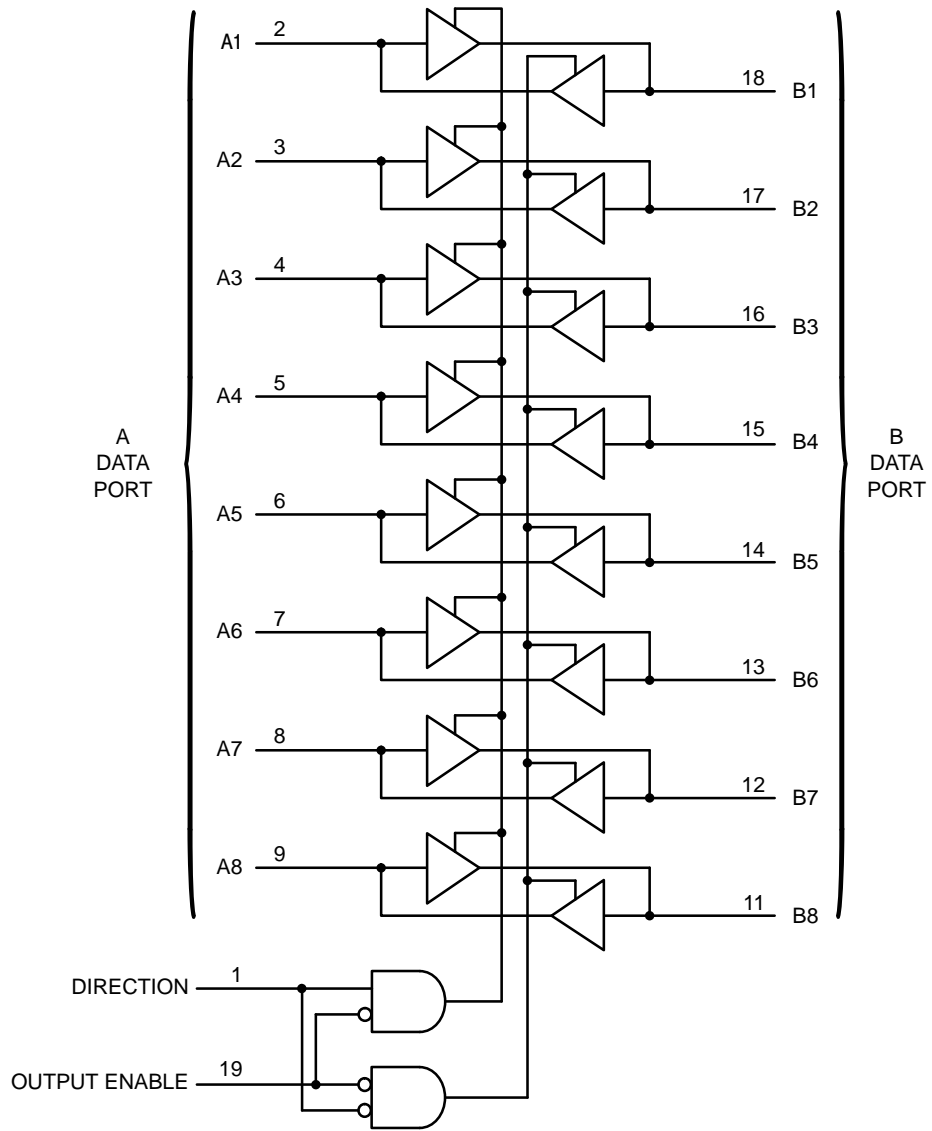 A1 2
18 B1
A2 3
17 B2
A3 4
16 B3
A4 5
15 B4
A
DATA
PORT
B
DATA
PORT
A5 6
14 B5
A6 7
13 B6
A7 8
12 B7
A8 9
11 B8
DIRECTION 1
OUTPUT ENABLE 19